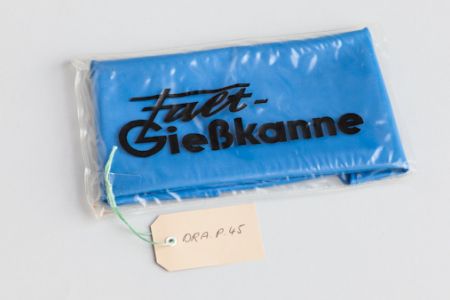 Falt-
Gießkanne
DRA. P. 45